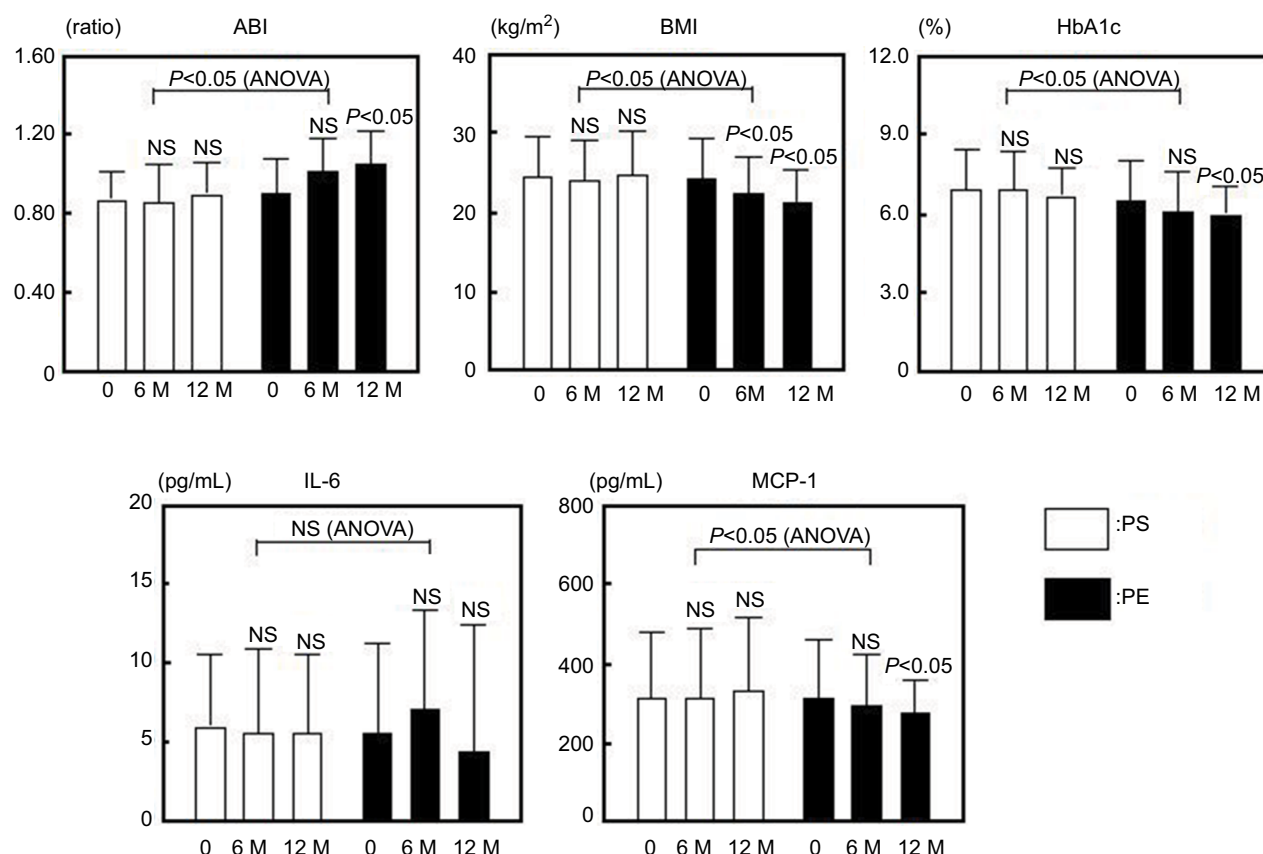 (ratio) ABI
1.60
1.20
0.80
0.40
0
P<0.05 (ANOVA)
NS NS NS P<0.05
0 6 M 12 M 0 6 M 12 M
(kg/m²) BMI
40
30
20
10
0
P<0.05 (ANOVA)
NS NS P<0.05 P<0.05
0 6 M 12 M 0 6M 12 M
(%) HbA1c
12.0
9.0
6.0
3.0
0
P<0.05 (ANOVA)
NS NS NS P<0.05
0 6 M 12 M 0 6 M 12 M
(pg/mL) IL-6
20
15
10
5
0
NS (ANOVA)
NS NS NS NS
0 6 M 12 M 0 6 M 12 M
(pg/mL) MCP-1
800
600
400
200
0
P<0.05 (ANOVA)
NS NS NS P<0.05
0 6 M 12 M 0 6 M 12 M
:PS
:PE